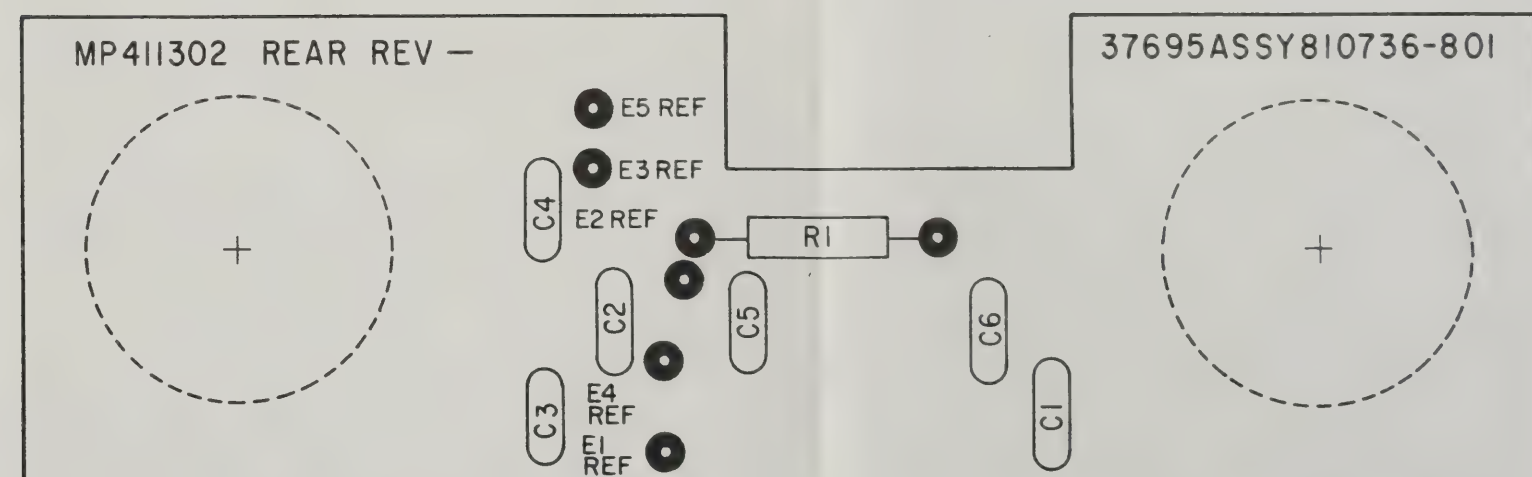 MP411302 REAR REV —
37695ASSY810736-801
E5 REF
E3 REF
C4
E2 REF
R1
C2
C5
C6
E4
REF
C3
C1
E1
REF